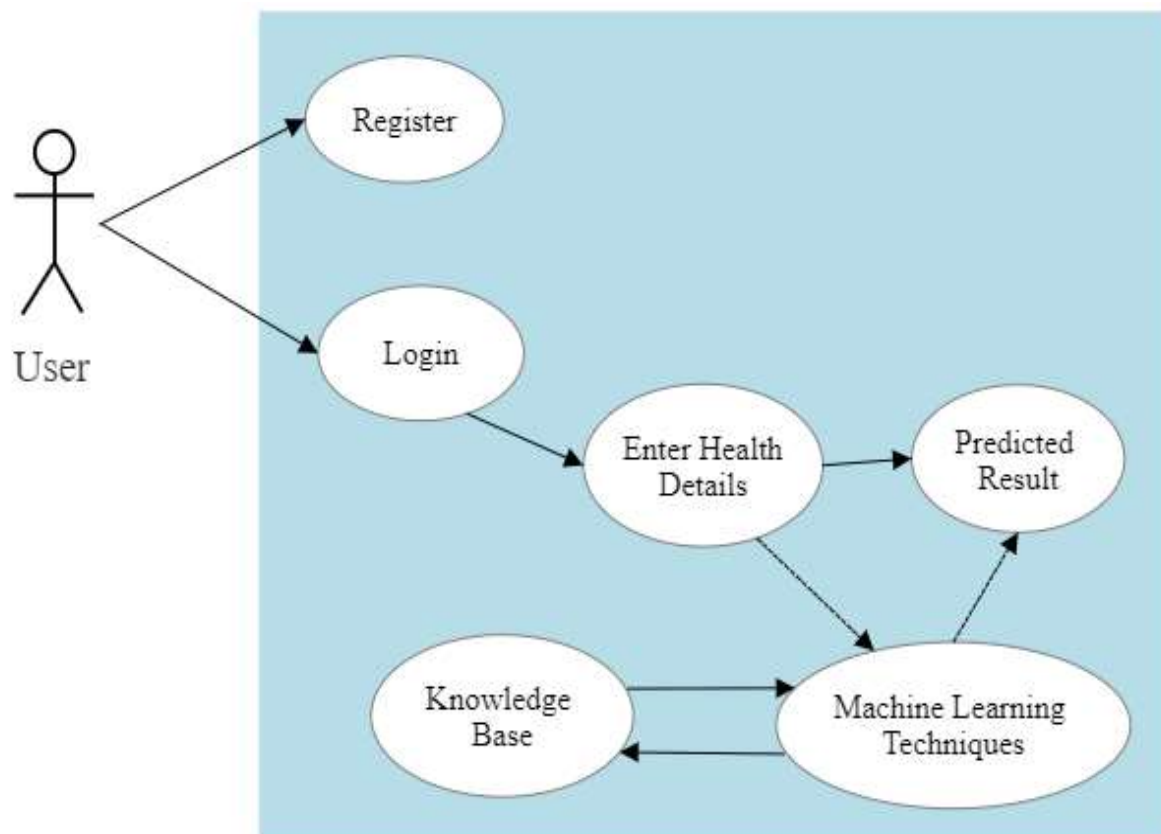 Register
User
Login
Enter Health
Details
Predicted
Result
Knowledge
Base
Machine Learning
Techniques